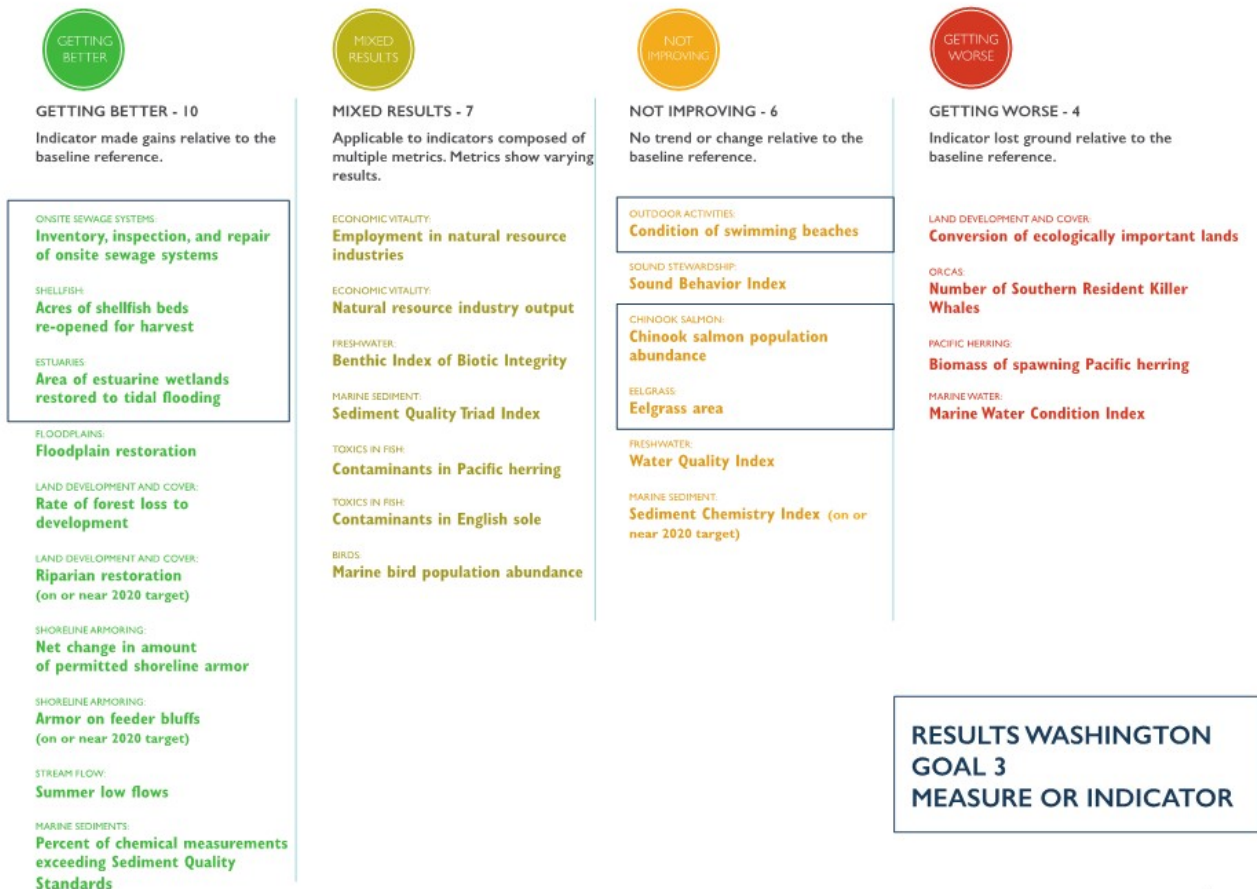 GETTING
BETTER
GETTING BETTER - 10
Indicator made gains relative to the
baseline reference.
ONSITE SEWAGE SYSTEMS:
Inventory, inspection, and repair
of onsite sewage systems
SHELLFISH:
Acres of shellfish beds
re-opened for harvest
ESTUARIES:
Area of estuarine wetlands
restored to tidal flooding
FLOODPLAINS:
Floodplain restoration
LAND DEVELOPMENT AND COVER:
Rate of forest loss to
development
LAND DEVELOPMENT AND COVER:
Riparian restoration
(on or near 2020 target)
SHORELINE ARMORING:
Net change in amount
of permitted shoreline armor
SHORELINE ARMORING:
Armor on feeder bluffs
(on or near 2020 target)
STREAM FLOW:
Summer low flows
MARINE SEDIMENTS:
Percent of chemical measurements
exceeding Sediment Quality
Standards
MIXED
RESULTS
MIXED RESULTS - 7
Applicable to indicators composed of
multiple metrics. Metrics show varying
results.
ECONOMIC VITALITY:
Employment in natural resource
industries
ECONOMIC VITALITY:
Natural resource industry output
FRESHWATER:
Benthic Index of Biotic Integrity
MARINE SEDIMENT:
Sediment Quality Triad Index
TOXICS IN FISH:
Contaminants in Pacific herring
TOXICS IN FISH:
Contaminants in English sole
BIRDS:
Marine bird population abundance
NOT
IMPROVING
NOT IMPROVING - 6
No trend or change relative to the
baseline reference.
OUTDOOR ACTIVITIES:
Condition of swimming beaches
SOUND STEWARDSHIP:
Sound Behavior Index
CHINOOK SALMON:
Chinook salmon population
abundance
EELGRASS:
Eelgrass area
FRESHWATER:
Water Quality Index
MARINE SEDIMENT:
Sediment Chemistry Index (on or
near 2020 target)
GETTING
WORSE
GETTING WORSE - 4
Indicator lost ground relative to the
baseline reference.
LAND DEVELOPMENT AND COVER:
Conversion of ecologically important lands
ORCAS:
Number of Southern Resident Killer
Whales
PACIFIC HERRING:
Biomass of spawning Pacific herring
MARINE WATER:
Marine Water Condition Index
RESULTS WASHINGTON
GOAL 3
MEASURE OR INDICATOR